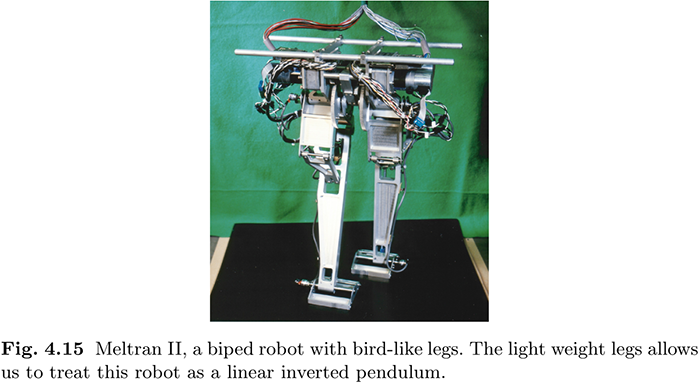 Fig. 4.15 Meltran II, a biped robot with bird-like legs. The light weight legs allows
us to treat this robot as a linear inverted pendulum.